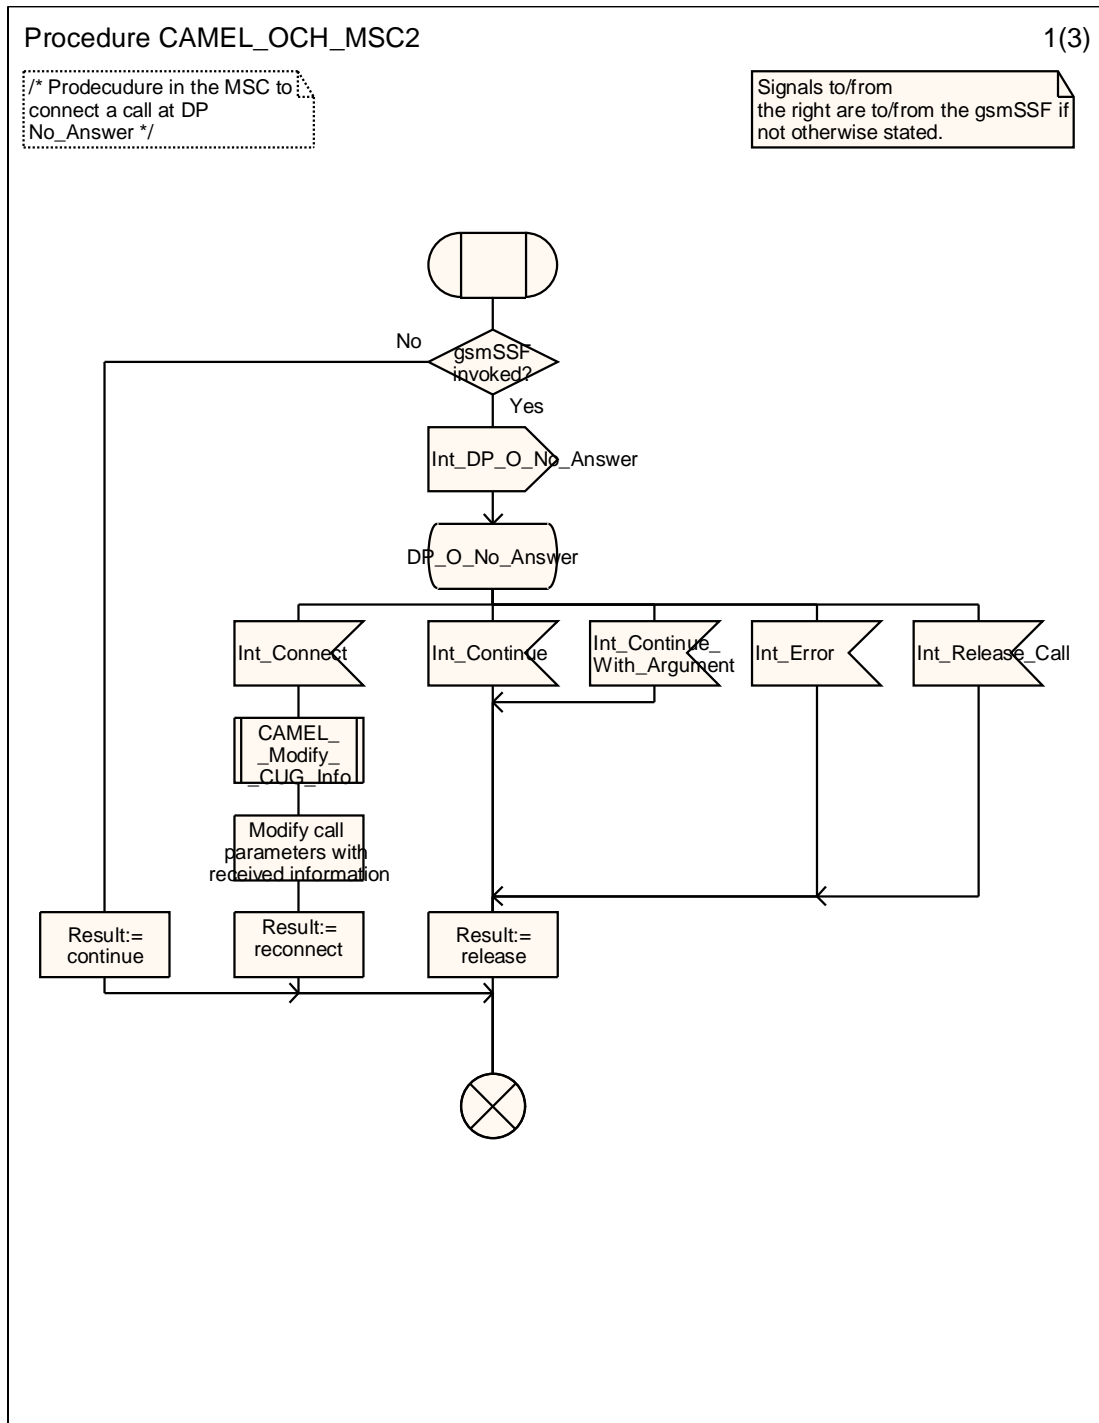 Procedure CAMEL_OCH_MSC2
1(3)
/* Prodecudure in the MSC to
connect a call at DP
No_Answer */
Signals to/from
the right are to/from the gsmSSF if
not otherwise stated.
No
gsmSSF
invoked?
Yes
Int_DP_O_No_Answer
DP_O_No_Answer
Int_Connect
Int_Continue
Int_Continue_
With_Argument
Int_Error
Int_Release_Call
CAMEL_
_Modify_
_CUG_Info
Modify call
parameters with
received information
Result:=
continue
Result:=
reconnect
Result:=
release